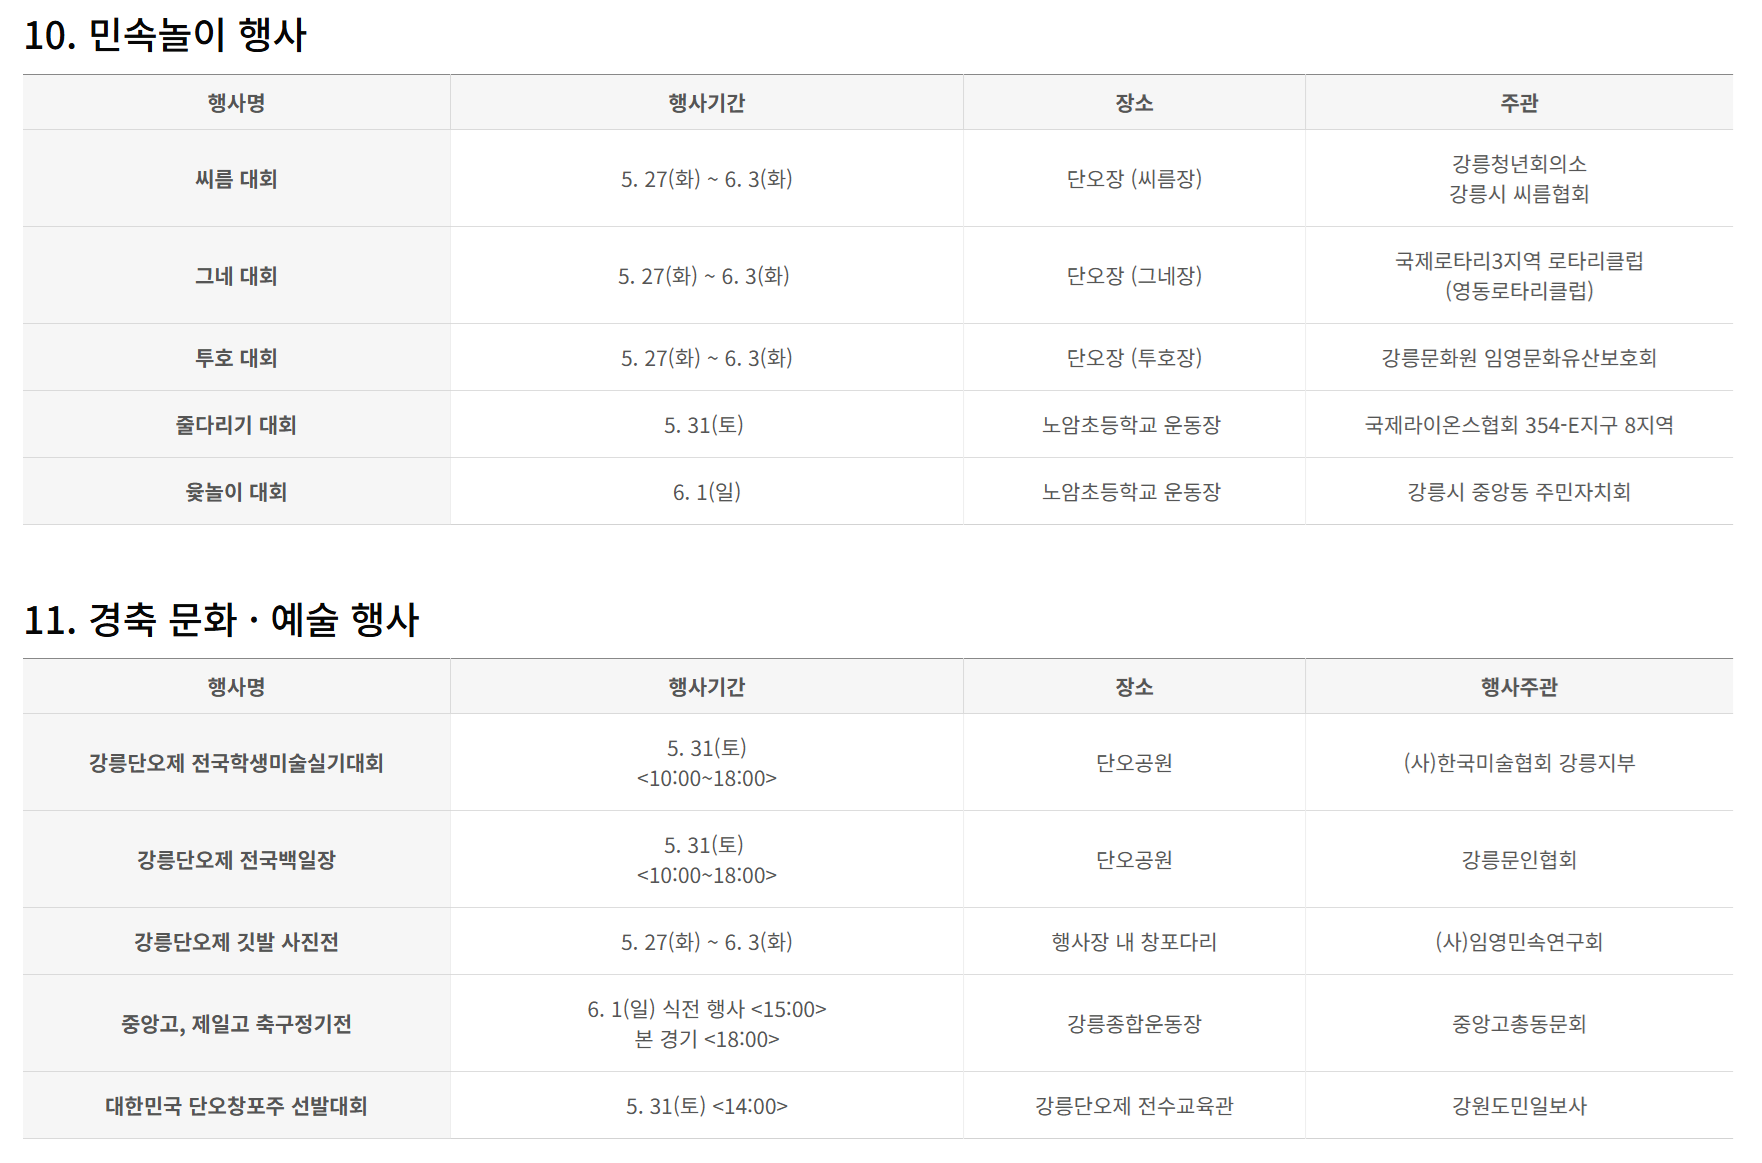 10. 민속놀이 행사
행사명 행사기간 장소 주관
씨름 대회 5. 27(화) ~ 6. 3(화) 단오장 (씨름장) 강릉청년회의소
강릉시 씨름협회
그네 대회 5. 27(화) ~ 6. 3(화) 단오장 (그네장) 국제로타리3지역 로타리클럽
(영동로타리클럽)
투호 대회 5. 27(화) ~ 6. 3(화) 단오장 (투호장) 강릉문화원 임영문화유산보호회
줄다리기 대회 5. 31(토) 노암초등학교 운동장 국제라이온스협회 354-E지구 8지역
윷놀이 대회 6. 1(일) 노암초등학교 운동장 강릉시 중앙동 주민자치회
11. 경축 문화 · 예술 행사
행사명 행사기간 장소 행사주관
강릉단오제 전국학생미술실기대회 5. 31(토) 단오공원 (사)한국미술협회 강릉지부
<10:00~18:00>
강릉단오제 전국백일장 5. 31(토) 단오공원 강릉문인협회
<10:00~18:00>
강릉단오제 깃발 사진전 5. 27(화) ~ 6. 3(화) 행사장 내 창포다리 (사)임영민속연구회
중앙고, 제일고 축구정기전 6. 1(일) 식전 행사 <15:00> 강릉종합운동장 중앙고총동문회
본 경기 <18:00>
대한민국 단오창포주 선발대회 5. 31(토) <14:00> 강릉단오제 전수교육관 강원도민일보사